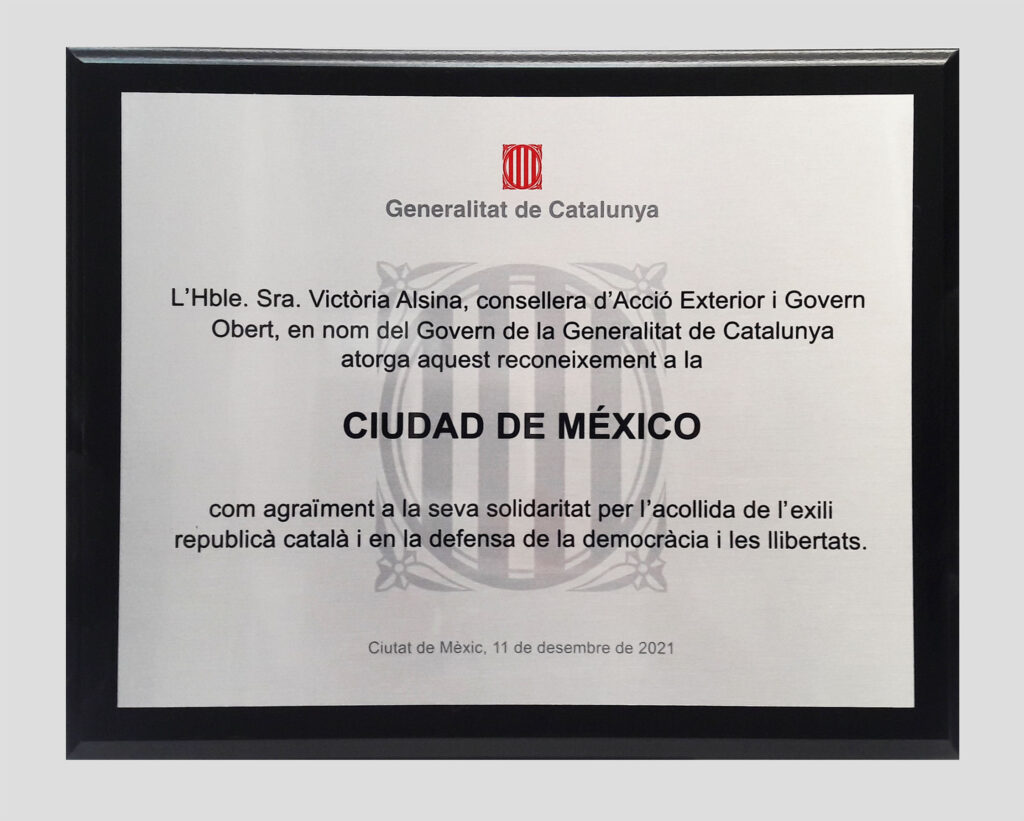 Generalitat de Catalunya
L'Hble. Sra. Victòria Alsina, consellera d'Acció Exterior i Govern
Obert, en nom del Govern de la Generalitat de Catalunya
atorga aquest reconeixement a la
CIUDAD DE MÉXICO
com agraïment a la seva solidaritat per l'acollida de l'exili
republicà català i en la defensa de la democràcia i les llibertats.
Ciutat de Mèxic, 11 de desembre de 2021